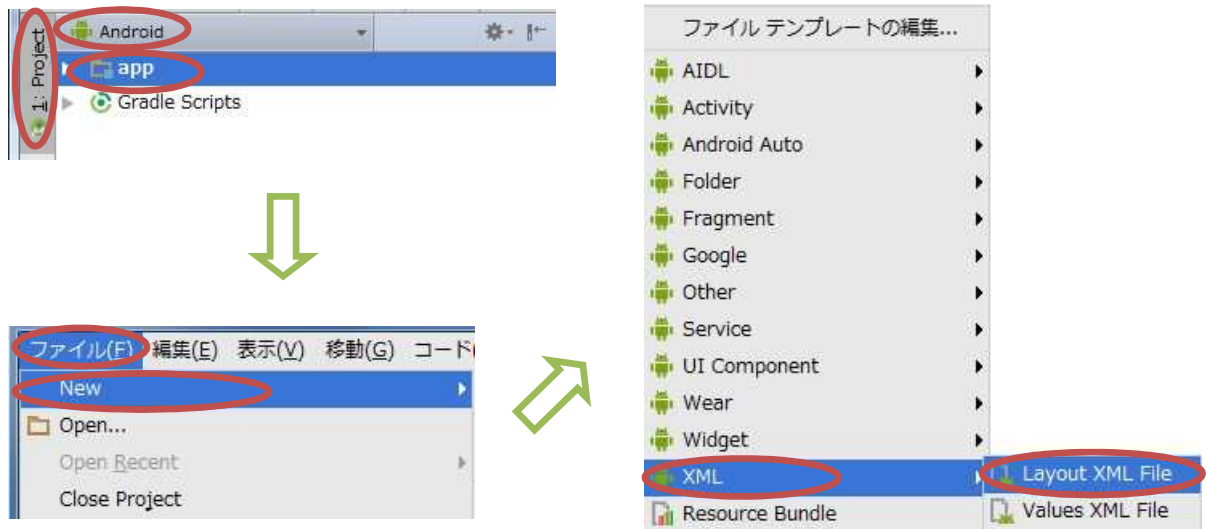 Android
1: Project
app
Gradle Scripts
ファイル(F) 編集(E) 表示(V) 移動(G) コード(
New
Open...
Open Recent
Close Project
ファイル テンプレートの編集...
AIDL
Activity
Android Auto
Folder
Fragment
Google
Other
Service
UI Component
Wear
Widget
XML
Layout XML File
Resource Bundle
Values XML File